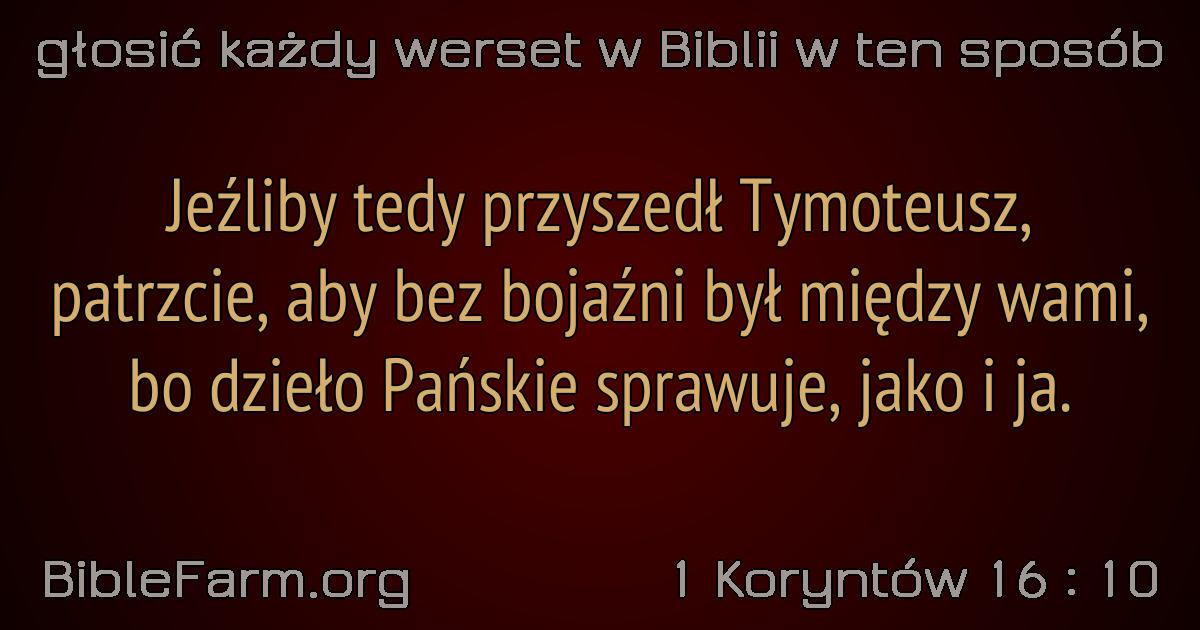 głosić każdy werset w Biblii w ten sposób
Jeźliby tedy przyszedł Tymoteusz,
patrzcie, aby bez bojaźni był między wami,
bo dzieło Pańskie sprawuje, jako i ja.
BibleFarm.org
1 Koryntów 16 : 10